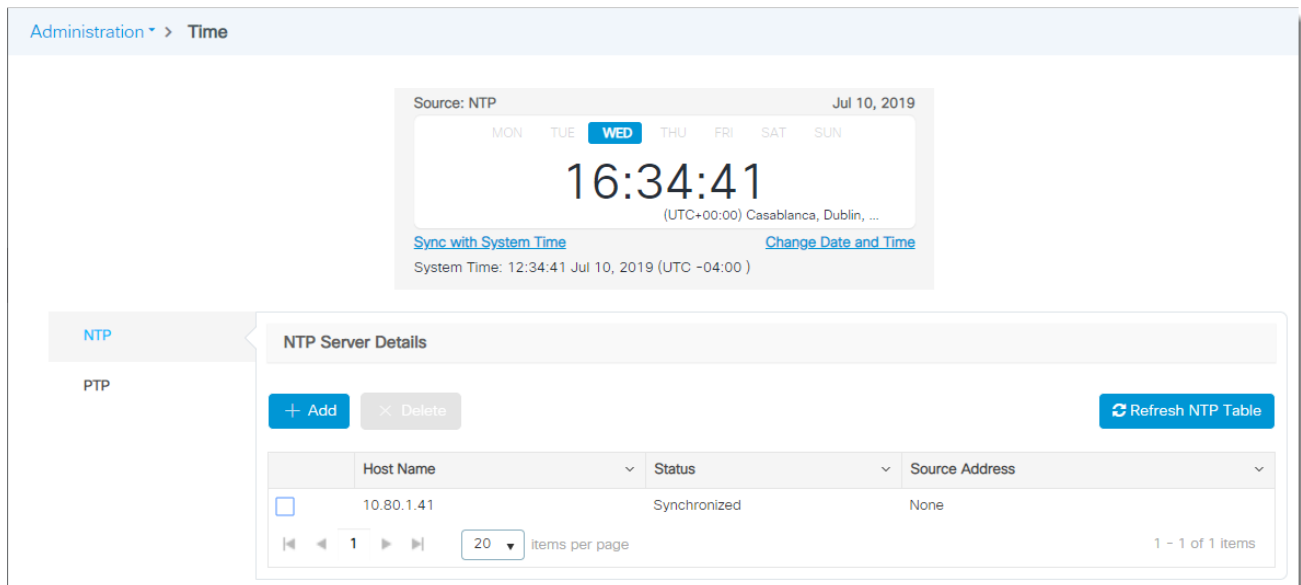 Administration > Time
Source: NTP Jul 10, 2019
MON TUE WED THU FRI SAT SUN
16:34:41
(UTC+00:00) Casablanca, Dublin, ...
Sync with System Time Change Date and Time
System Time: 12:34:41 Jul 10, 2019 (UTC -04:00 )
NTP
PTP
NTP Server Details
+ Add × Delete Refresh NTP Table
Host Name Status Source Address
10.80.1.41 Synchronized None
1 20 items per page 1 - 1 of 1 items